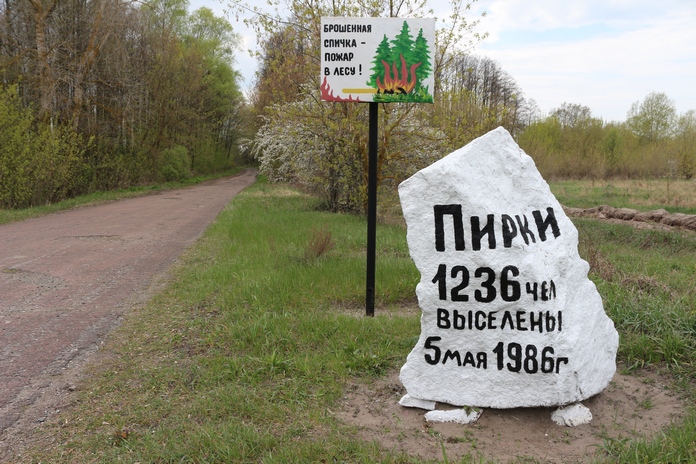 БРОШЕННАЯ
СПИЧКА -
ПОЖАР
В ЛЕСУ !
Пирки
1236 чел
ВЫСЕЛЕНЫ
5 мая 1986г